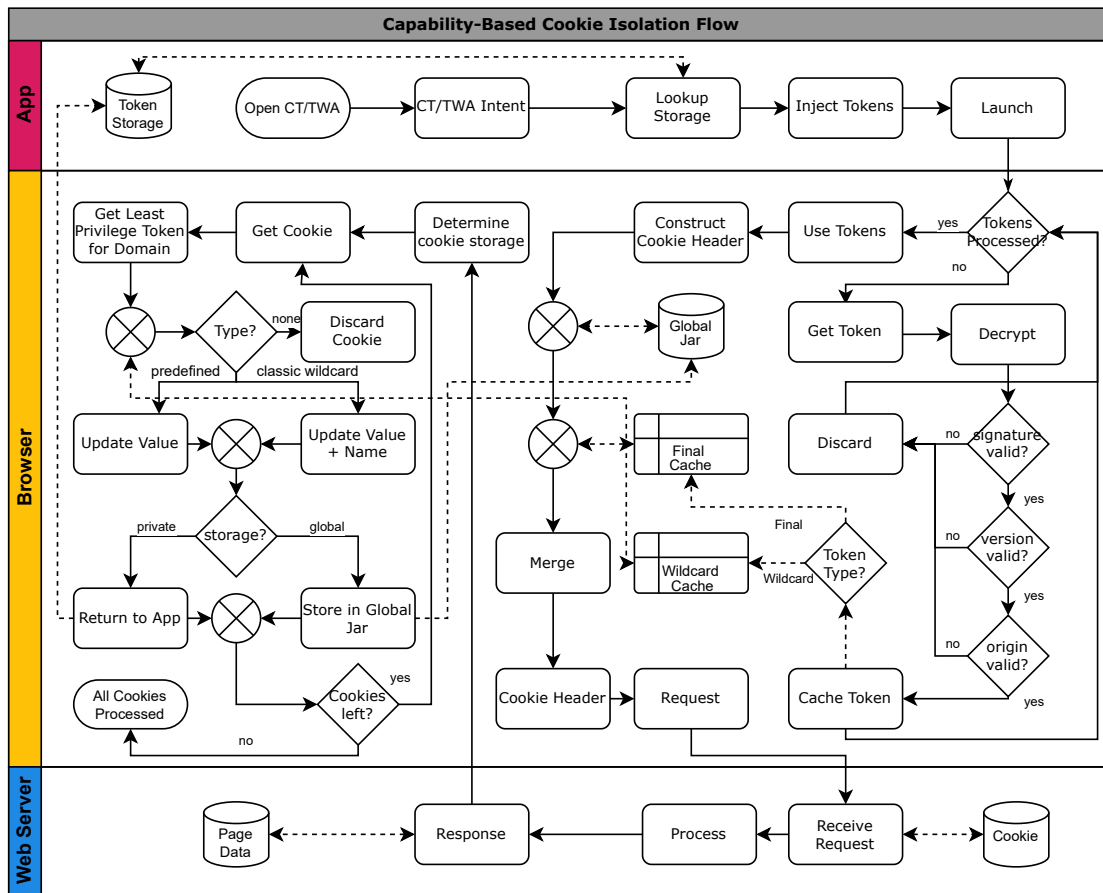 Capability-Based Cookie Isolation Flow
App
Token
Storage
Open CT/TWA
CT/TWA Intent
Lookup
Storage
Inject Tokens
Launch
Browser
Get Least
Privilege Token
for Domain
Get Cookie
Determine
cookie storage
Construct
Cookie Header
Use Tokens
yes
Tokens
Processed?
no
Type?
none
Discard
Cookie
Global
Jar
Get Token
Decrypt
predefined
classic wildcard
Update Value
Update Value
+ Name
Final
Cache
Discard
no
signature
valid?
yes
private
storage?
global
Final
no
version
valid?
Merge
Wildcard
Cache
Wildcard
Token
Type?
yes
Return to App
Store in Global
Jar
no
origin
valid?
yes
All Cookies
Processed
Cookies
left?
yes
no
Cookie Header
Request
Cache Token
Web Server
Page
Data
Response
Process
Receive
Request
Cookie